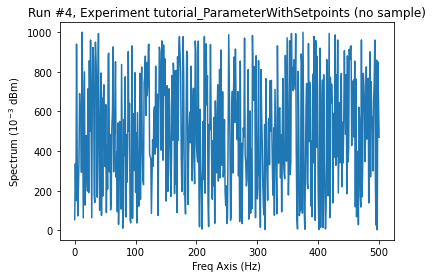 Run #4, Experiment tutorial_ParameterWithSetpoints (no sample)
1000
800
600
400
200
0
Spectrum (10⁻³ dBm)
0 100 200 300 400 500
Freq Axis (Hz)